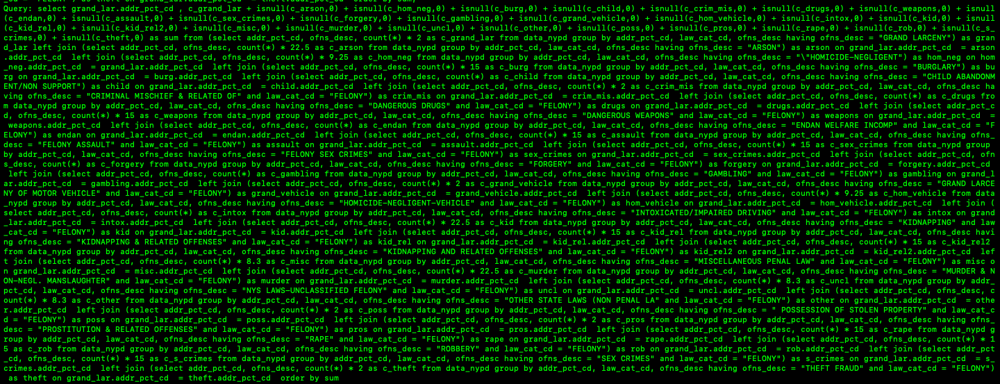 Query: select grand_lar.addr_pct_cd , c_grand_lar + isnull(c_arson,0) + isnull(c_hom_neg,0) + isnull(c_burg,0) + isnull(c_child,0) + isnull(c_crim_mis,0) + isnull(c_drugs,0) + isnull(c_weapons,0) + isnull
(c_endan,0) + isnull(c_assault,0) + isnull(c_sex_crimes,0) + isnull(c_forgery,0) + isnull(c_gambling,0) + isnull(c_grand_vehicle,0) + isnull(c_hom_vehicle,0) + isnull(c_intox,0) + isnull(c_kid,0) + isnull
(c_kid_rel,0) + isnull(c_kid_rel2,0) + isnull(c_misc,0) + isnull(c_murder,0) + isnull(c_uncl,0) + isnull(c_other,0) + isnull(c_poss,0) + isnull(c_pros,0) + isnull(c_rape,0) + isnull(c_rob,0) + isnull(c_s_
crimes,0) + isnull(c_theft,0) as sum from (select addr_pct_cd, ofns_desc, count(*) * 2 as c_grand_lar from data_nypd group by addr_pct_cd, law_cat_cd, ofns_desc having ofns_desc = "GRAND LARCENY") as gran
d_lar left join (select addr_pct_cd, ofns_desc, count(*) * 22.5 as c_arson from data_nypd group by addr_pct_cd, law_cat_cd, ofns_desc having ofns_desc = "ARSON") as arson on grand_lar.addr_pct_cd  = arson
.addr_pct_cd  left join (select addr_pct_cd, ofns_desc, count(*) * 9.25 as c_hom_neg from data_nypd group by addr_pct_cd, law_cat_cd, ofns_desc having ofns_desc = "\"HOMICIDE-NEGLIGENT") as hom_neg on hom
_neg.addr_pct_cd  = grand_lar.addr_pct_cd  left join (select addr_pct_cd, ofns_desc, count(*) * 15 as c_burg from data_nypd group by addr_pct_cd, law_cat_cd, ofns_desc having ofns_desc = "BURGLARY") as bu
rg on grand_lar.addr_pct_cd  = burg.addr_pct_cd  left join (select addr_pct_cd, ofns_desc, count(*) as c_child from data_nypd group by addr_pct_cd, law_cat_cd, ofns_desc having ofns_desc = "CHILD ABANDONM
ENT/NON SUPPORT") as child on grand_lar.addr_pct_cd  = child.addr_pct_cd  left join (select addr_pct_cd, ofns_desc, count(*) * 2 as c_crim_mis from data_nypd group by addr_pct_cd, law_cat_cd, ofns_desc ha
ving ofns_desc = "CRIMINAL MISCHIEF & RELATED OF" and law_cat_cd = "FELONY") as crim_mis on grand_lar.addr_pct_cd  = crim_mis.addr_pct_cd  left join (select addr_pct_cd, ofns_desc, count(*) as c_drugs fro
m data_nypd group by addr_pct_cd, law_cat_cd, ofns_desc having ofns_desc = "DANGEROUS DRUGS" and law_cat_cd = "FELONY") as drugs on grand_lar.addr_pct_cd  = drugs.addr_pct_cd  left join (select addr_pct_c
d, ofns_desc, count(*) * 15 as c_weapons from data_nypd group by addr_pct_cd, law_cat_cd, ofns_desc having ofns_desc = "DANGEROUS WEAPONS" and law_cat_cd = "FELONY") as weapons on grand_lar.addr_pct_cd  =
 weapons.addr_pct_cd  left join (select addr_pct_cd, ofns_desc, count(*) as c_endan from data_nypd group by addr_pct_cd, law_cat_cd, ofns_desc having ofns_desc = "ENDAN WELFARE INCOMP" and law_cat_cd = "F
ELONY") as endan on grand_lar.addr_pct_cd  = endan.addr_pct_cd  left join (select addr_pct_cd, ofns_desc, count(*) * 15 as c_assault from data_nypd group by addr_pct_cd, law_cat_cd, ofns_desc having ofns_
desc = "FELONY ASSAULT" and law_cat_cd = "FELONY") as assault on grand_lar.addr_pct_cd  = assault.addr_pct_cd  left join (select addr_pct_cd, ofns_desc, count(*) * 15 as c_sex_crimes from data_nypd group
by addr_pct_cd, law_cat_cd, ofns_desc having ofns_desc = "FELONY SEX CRIMES" and law_cat_cd = "FELONY") as sex_crimes on grand_lar.addr_pct_cd  = sex_crimes.addr_pct_cd  left join (select addr_pct_cd, ofn
s_desc, count(*) as c_forgery from data_nypd group by addr_pct_cd, law_cat_cd, ofns_desc having ofns_desc = "FORGERY" and law_cat_cd = "FELONY") as forgery on grand_lar.addr_pct_cd  = forgery.addr_pct_cd
 left join (select addr_pct_cd, ofns_desc, count(*) as c_gambling from data_nypd group by addr_pct_cd, law_cat_cd, ofns_desc having ofns_desc = "GAMBLING" and law_cat_cd = "FELONY") as gambling on grand_l
ar.addr_pct_cd  = gambling.addr_pct_cd  left join (select addr_pct_cd, ofns_desc, count(*) * 2 as c_grand_vehicle from data_nypd group by addr_pct_cd, law_cat_cd, ofns_desc having ofns_desc = "GRAND LARCE
NY OF MOTOR VEHICLE" and law_cat_cd = "FELONY") as grand_vehicle on grand_lar.addr_pct_cd  = grand_vehicle.addr_pct_cd  left join (select addr_pct_cd, ofns_desc, count(*) * 9.25 as c_hom_vehicle from data
_nypd group by addr_pct_cd, law_cat_cd, ofns_desc having ofns_desc = "HOMICIDE-NEGLIGENT-VEHICLE" and law_cat_cd = "FELONY") as hom_vehicle on grand_lar.addr_pct_cd  = hom_vehicle.addr_pct_cd  left join (
select addr_pct_cd, ofns_desc, count(*) as c_intox from data_nypd group by addr_pct_cd, law_cat_cd, ofns_desc having ofns_desc = "INTOXICATED/IMPAIRED DRIVING" and law_cat_cd = "FELONY") as intox on grand
_lar.addr_pct_cd  = intox.addr_pct_cd  left join (select addr_pct_cd, ofns_desc, count(*) * 22.5 as c_kid from data_nypd group by addr_pct_cd, law_cat_cd, ofns_desc having ofns_desc = "KIDNAPPING" and law
_cat_cd = "FELONY") as kid on grand_lar.addr_pct_cd  = kid.addr_pct_cd  left join (select addr_pct_cd, ofns_desc, count(*) * 15 as c_kid_rel from data_nypd group by addr_pct_cd, law_cat_cd, ofns_desc havi
ng ofns_desc = "KIDNAPPING & RELATED OFFENSES" and law_cat_cd = "FELONY") as kid_rel on grand_lar.addr_pct_cd  = kid_rel.addr_pct_cd  left join (select addr_pct_cd, ofns_desc, count(*) * 15 as c_kid_rel2
from data_nypd group by addr_pct_cd, law_cat_cd, ofns_desc having ofns_desc = "KIDNAPPING AND RELATED OFFENSES" and law_cat_cd = "FELONY") as kid_rel2 on grand_lar.addr_pct_cd  = kid_rel2.addr_pct_cd  lef
t join (select addr_pct_cd, ofns_desc, count(*) * 8.3 as c_misc from data_nypd group by addr_pct_cd, law_cat_cd, ofns_desc having ofns_desc = "MISCELLANEOUS PENAL LAW" and law_cat_cd = "FELONY") as misc o
n grand_lar.addr_pct_cd  = misc.addr_pct_cd  left join (select addr_pct_cd, ofns_desc, count(*) * 22.5 as c_murder from data_nypd group by addr_pct_cd, law_cat_cd, ofns_desc having ofns_desc = "MURDER & N
ON-NEGL. MANSLAUGHTER" and law_cat_cd = "FELONY") as murder on grand_lar.addr_pct_cd  = murder.addr_pct_cd  left join (select addr_pct_cd, ofns_desc, count(*) * 8.3 as c_uncl from data_nypd group by addr_
pct_cd, law_cat_cd, ofns_desc having ofns_desc = "NYS LAWS-UNCLASSIFIED FELONY" and law_cat_cd = "FELONY") as uncl on grand_lar.addr_pct_cd  = uncl.addr_pct_cd  left join (select addr_pct_cd, ofns_desc, c
ount(*) * 8.3 as c_other from data_nypd group by addr_pct_cd, law_cat_cd, ofns_desc having ofns_desc = "OTHER STATE LAWS (NON PENAL LA" and law_cat_cd = "FELONY") as other on grand_lar.addr_pct_cd  = othe
r.addr_pct_cd  left join (select addr_pct_cd, ofns_desc, count(*) * 2 as c_poss from data_nypd group by addr_pct_cd, law_cat_cd, ofns_desc having ofns_desc = " POSSESSION OF STOLEN PROPERTY" and law_cat_c
d = "FELONY") as poss on grand_lar.addr_pct_cd  = poss.addr_pct_cd  left join (select addr_pct_cd, ofns_desc, count(*) * 2 as c_pros from data_nypd group by addr_pct_cd, law_cat_cd, ofns_desc having ofns_
desc = "PROSTITUTION & RELATED OFFENSES" and law_cat_cd = "FELONY") as pros on grand_lar.addr_pct_cd  = pros.addr_pct_cd  left join (select addr_pct_cd, ofns_desc, count(*) * 15 as c_rape from data_nypd g
roup by addr_pct_cd, law_cat_cd, ofns_desc having ofns_desc = "RAPE" and law_cat_cd = "FELONY") as rape on grand_lar.addr_pct_cd  = rape.addr_pct_cd  left join (select addr_pct_cd, ofns_desc, count(*) * 1
5 as c_rob from data_nypd group by addr_pct_cd, law_cat_cd, ofns_desc having ofns_desc = "ROBBERY" and law_cat_cd = "FELONY") as rob on grand_lar.addr_pct_cd  = rob.addr_pct_cd  left join (select addr_pct
_cd, ofns_desc, count(*) * 15 as c_s_crimes from data_nypd group by addr_pct_cd, law_cat_cd, ofns_desc having ofns_desc = "SEX CRIMES" and law_cat_cd = "FELONY") as s_crimes on grand_lar.addr_pct_cd  = s_
crimes.addr_pct_cd  left join (select addr_pct_cd, ofns_desc, count(*) * 2 as c_theft from data_nypd group by addr_pct_cd, law_cat_cd, ofns_desc having ofns_desc = "THEFT FRAUD" and law_cat_cd = "FELONY")
 as theft on grand_lar.addr_pct_cd  = theft.addr_pct_cd  order by sum